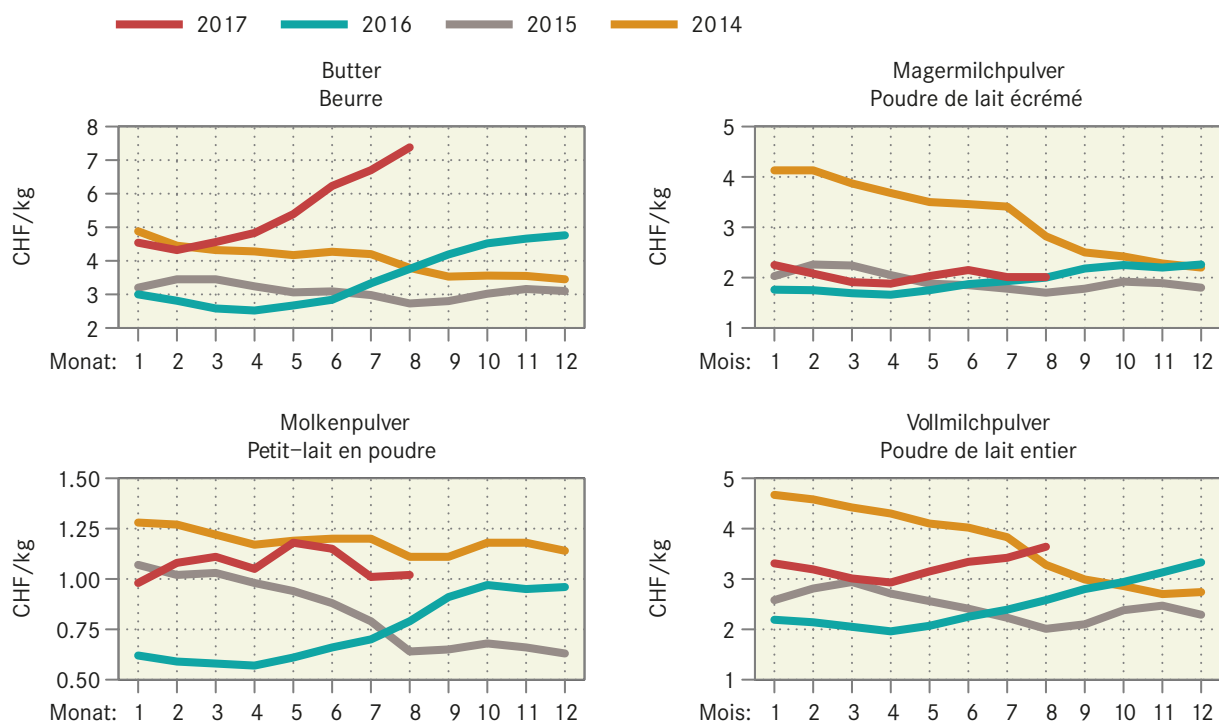 2017 2016 2015 2014
Butter
Beurre
CHF/kg
8
7
6
5
4
3
2
Monat: 1 2 3 4 5 6 7 8 9 10 11 12
Magermilchpulver
Poudre de lait écrémé
CHF/kg
5
4
3
2
1
Mois: 1 2 3 4 5 6 7 8 9 10 11 12
Molkenpulver
Petit-lait en poudre
CHF/kg
1.50
1.25
1.00
0.75
0.50
Monat: 1 2 3 4 5 6 7 8 9 10 11 12
Vollmilchpulver
Poudre de lait entier
CHF/kg
5
4
3
2
1
Mois: 1 2 3 4 5 6 7 8 9 10 11 12